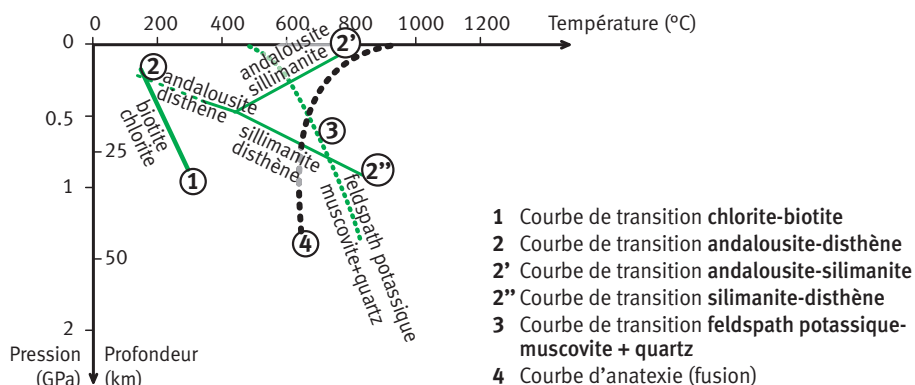 0 200 400 600 800 1000 1200 Température (°C)
0
0.5
25
1
50
2
Pression (GPa)
Profondeur (km)
2
2'
andalousite
sillimanite
andalousite
disthène
biotite
chlorite
1
sillimanite
disthène
3
2''
feldspath potassique
muscovite+quartz
4
1 Courbe de transition chlorite-biotite
2 Courbe de transition andalousite-disthène
2' Courbe de transition andalousite-silimanite
2'' Courbe de transition silimanite-disthène
3 Courbe de transition feldspath potassique-
muscovite + quartz
4 Courbe d'anatexie (fusion)